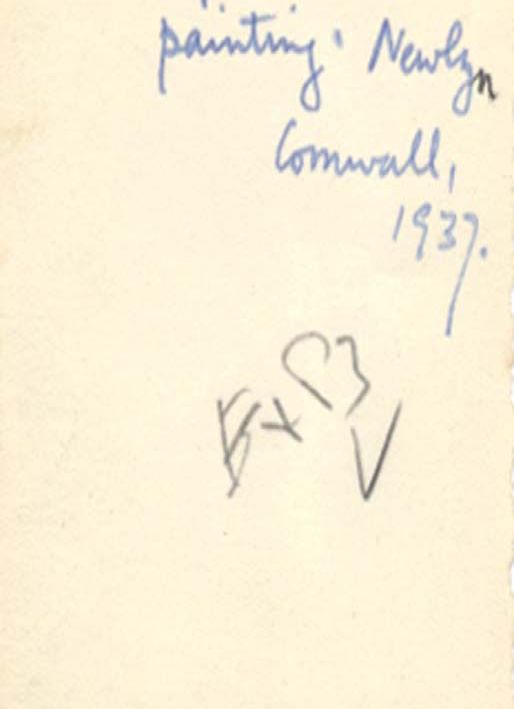 painting. Newlyn
Cornwall,
1937.